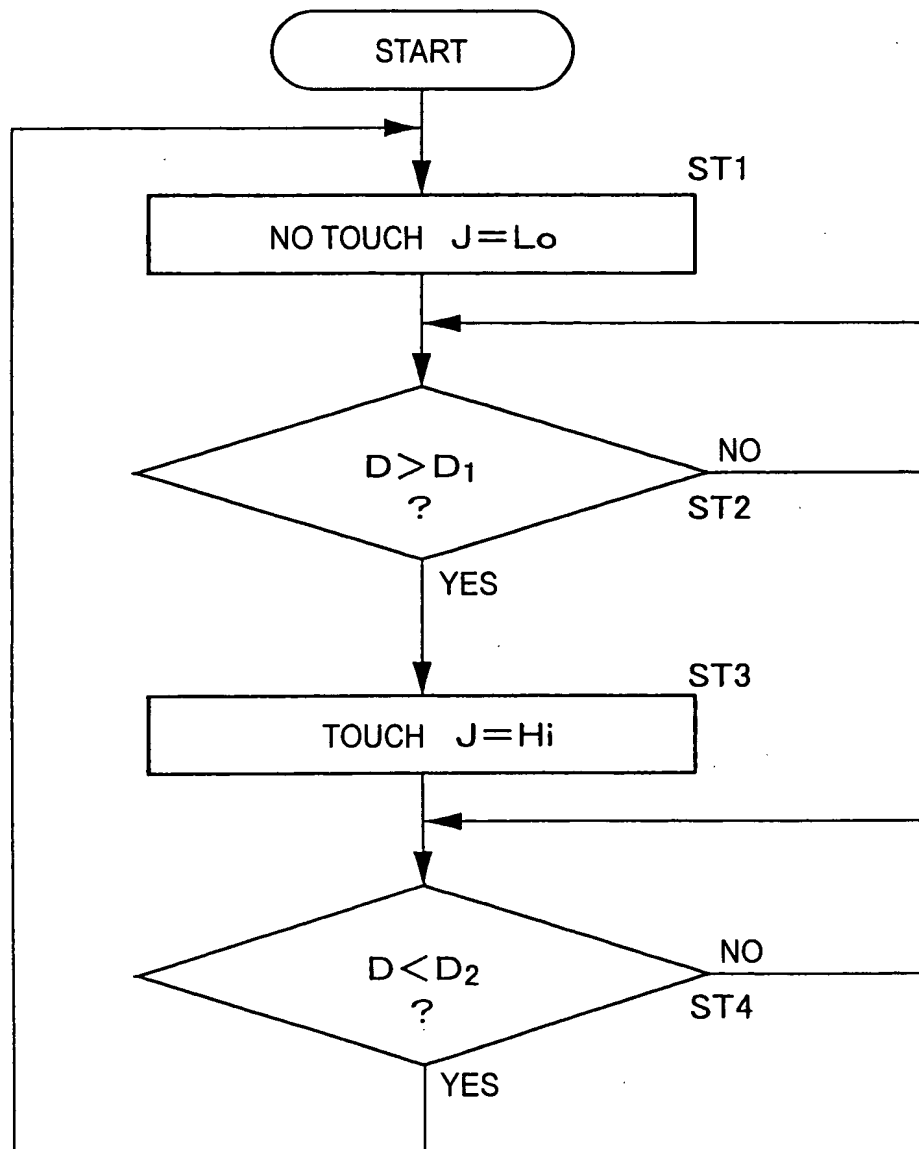 START
ST1
NO TOUCH J=Lo
D>D1
?
NO
ST2
YES
ST3
TOUCH J=Hi
D<D2
?
NO
ST4
YES